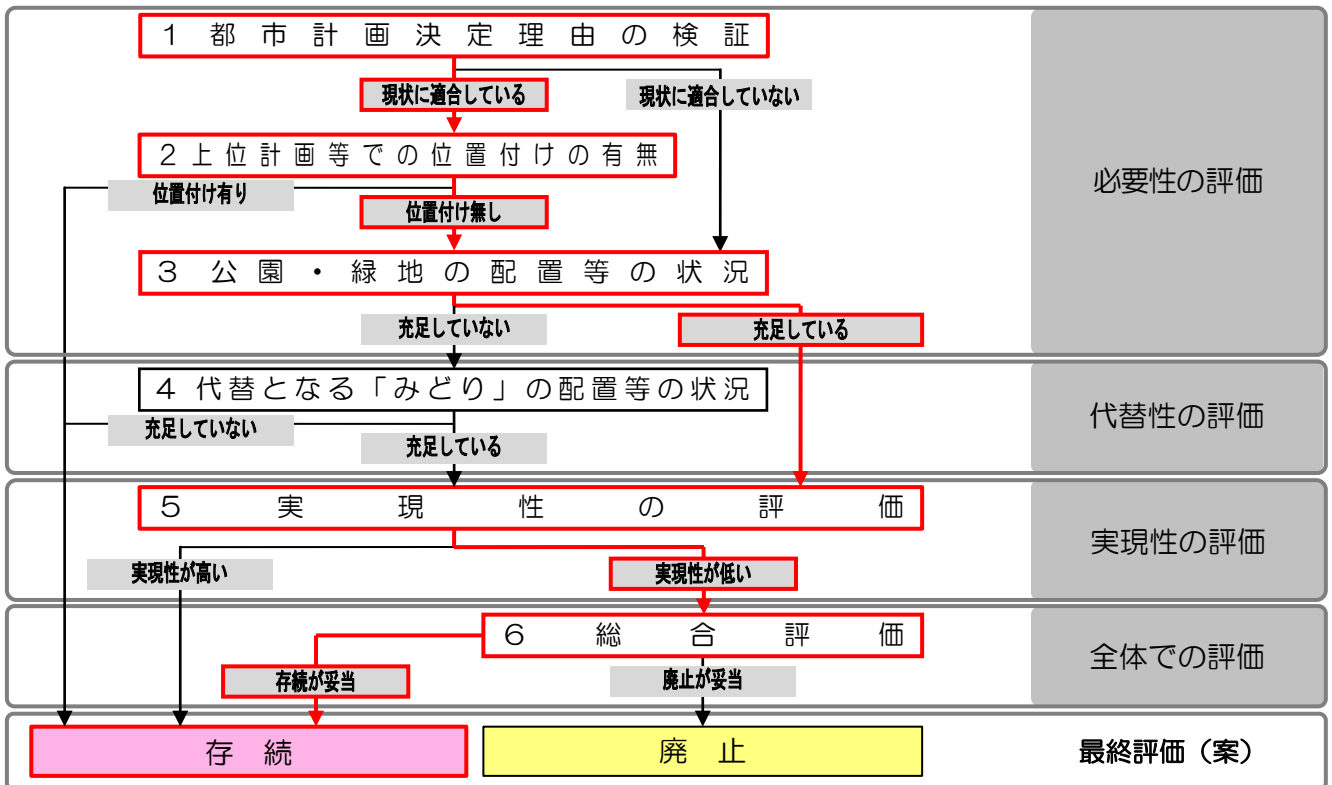 1 都市計画決定理由の検証
現状に適合している
現状に適合していない
2 上位計画等での位置付けの有無
位置付け有り
位置付け無し
3 公園・緑地の配置等の状況
充足していない
充足している
必要性の評価
4 代替となる「みどり」の配置等の状況
充足していない
充足している
代替性の評価
5 実現性の評価
実現性が高い
実現性が低い
実現性の評価
6 総合評価
存続が妥当
廃止が妥当
全体での評価
存続
廃止
最終評価（案）